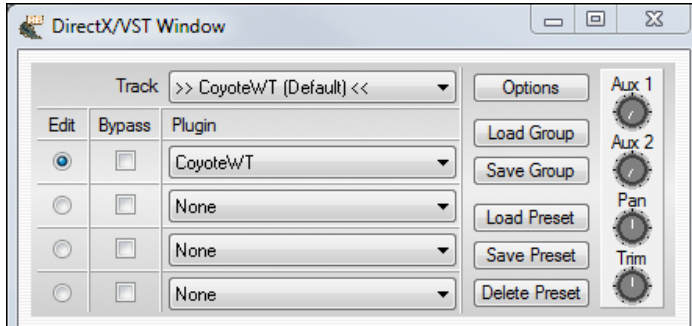 DirectX/VST Window
Track >> CoyoteWT (Default) << Options Aux 1
Edit Bypass Plugin Load Group Aux 2
CoyoteWT Save Group
None Load Preset Pan
None Save Preset Trim
None Delete Preset